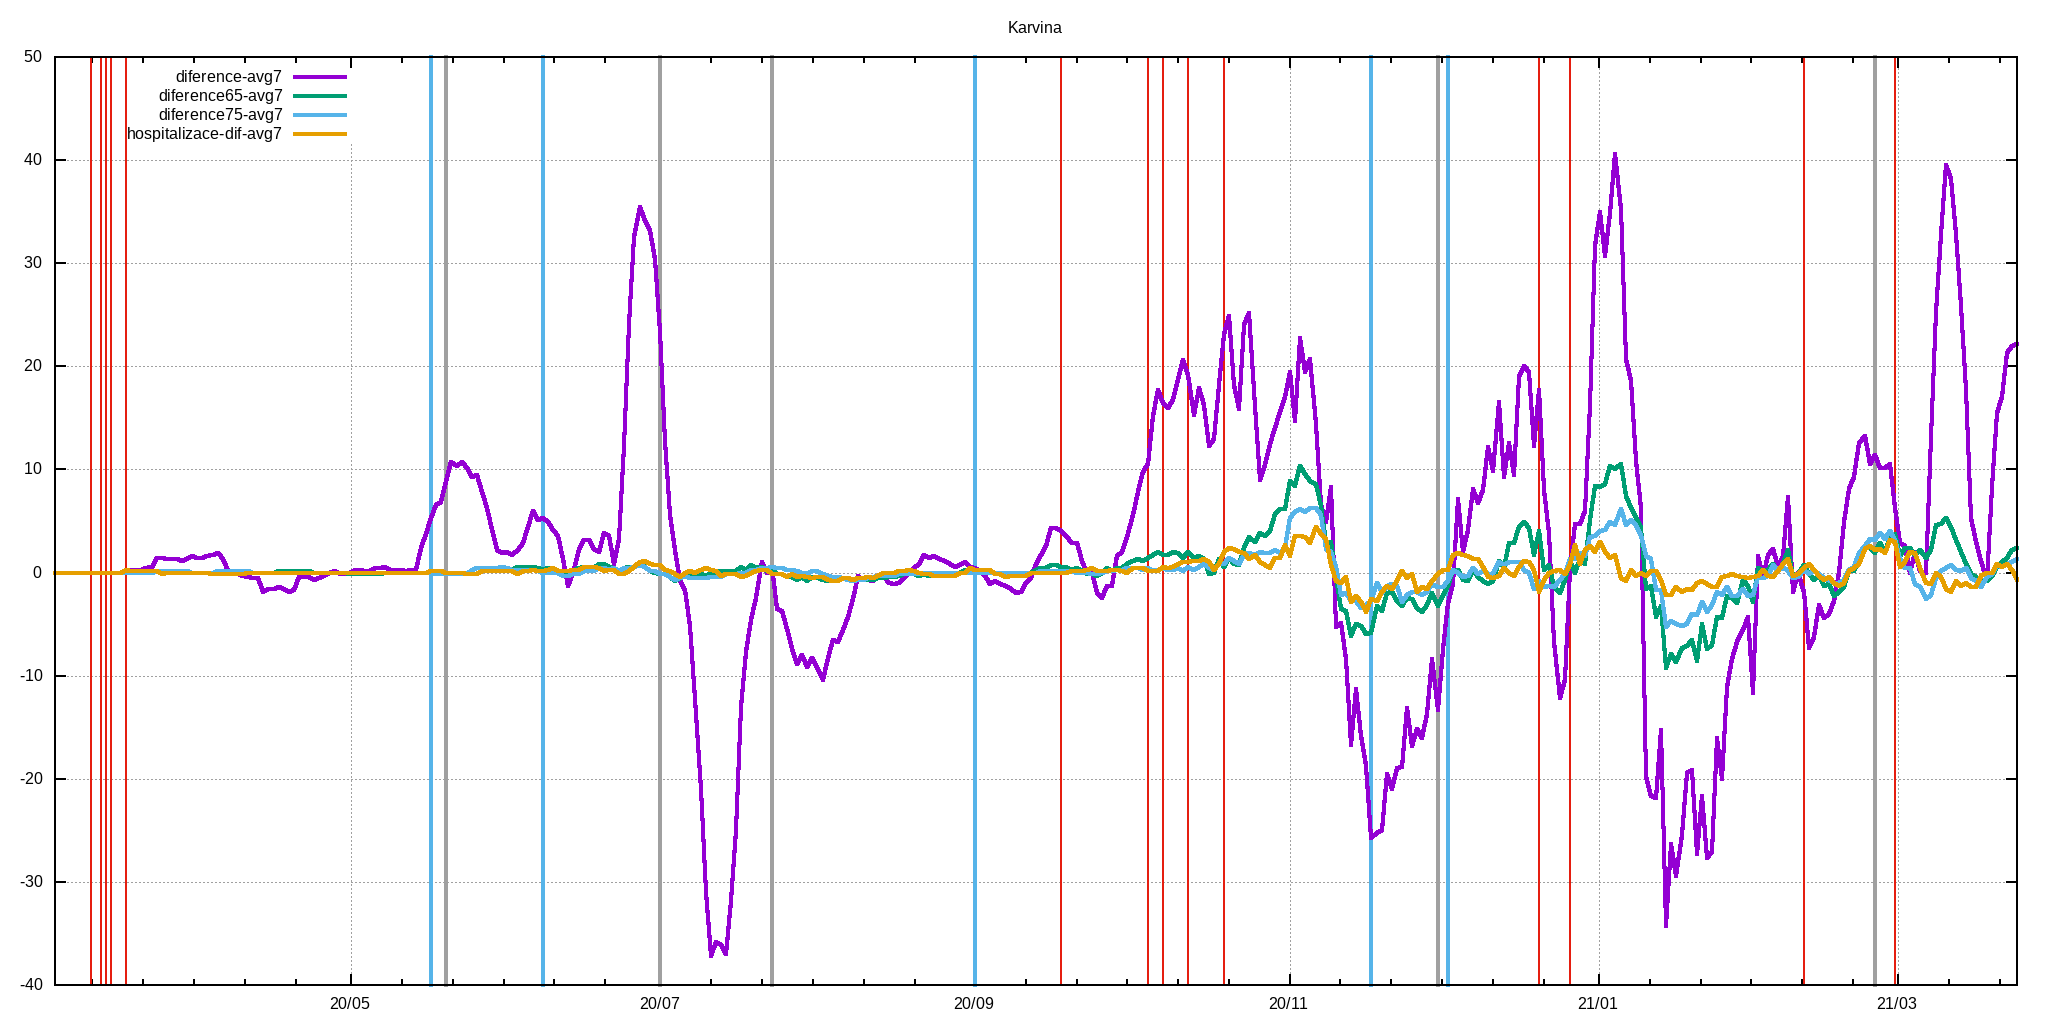 Karvina
50
40
30
20
10
0
-10
-20
-30
-40
diference-avg7
diference65-avg7
diference75-avg7
hospitalizace-dif-avg7
20/05 20/07 20/09 20/11 21/01 21/03